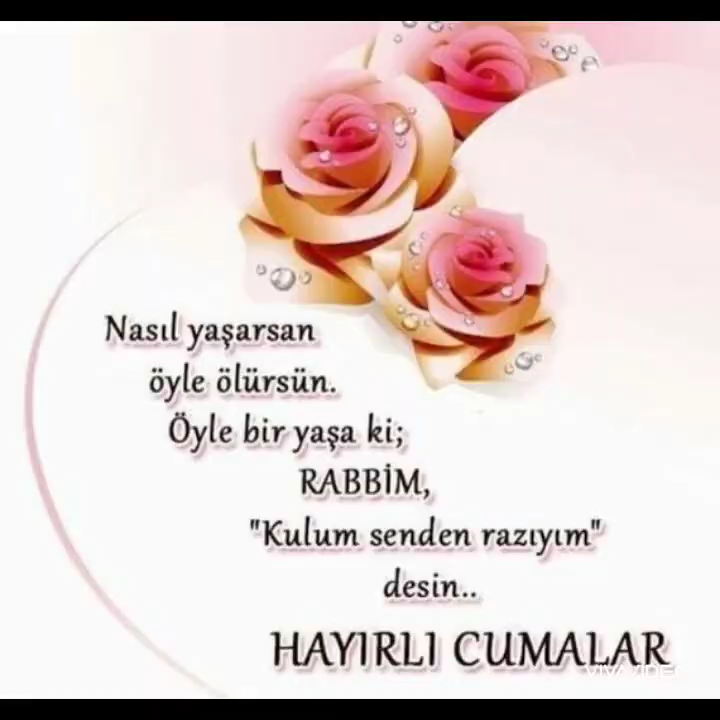 Nasıl yaşarsan
öyle ölürsün.
Öyle bir yaşa ki;
RABBİM,
"Kulum senden razıyım"
desin..
HAYIRLI CUMALAR